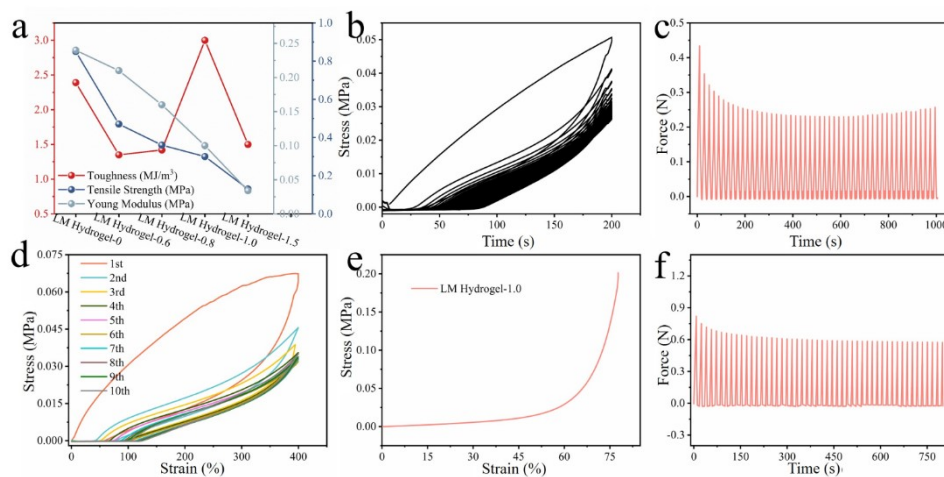 a
3.0
2.5
2.0
1.5
1.0
0.5
0.25
0.20
0.15
0.10
0.05
0.00
1.0
0.8
0.6
0.4
0.2
0.0
Toughness (MJ/m³)
Tensile Strength (MPa)
Young Modulus (MPa)
LM Hydrogel-0
LM Hydrogel-0.6
LM Hydrogel-0.8
LM Hydrogel-1.0
LM Hydrogel-1.5
b
Stress (MPa)
0.05
0.04
0.03
0.02
0.01
0.00
0
50
100
150
200
Time (s)
c
Force (N)
0.5
0.4
0.3
0.2
0.1
0.0
0 200 400 600 800 1000
Time (s)
d
Stress (MPa)
0.075
0.060
0.045
0.030
0.015
0.000
1st
2nd
3rd
4th
5th
6th
7th
8th
9th
10th
0 100 200 300 400
Strain (%)
e
Stress (MPa)
0.20
0.15
0.10
0.05
0.00
LM Hydrogel-1.0
0 15 30 45 60 75
Strain (%)
f
Force (N)
1.2
0.9
0.6
0.3
0.0
-0.3
0 150 300 450 600 750
Time (s)